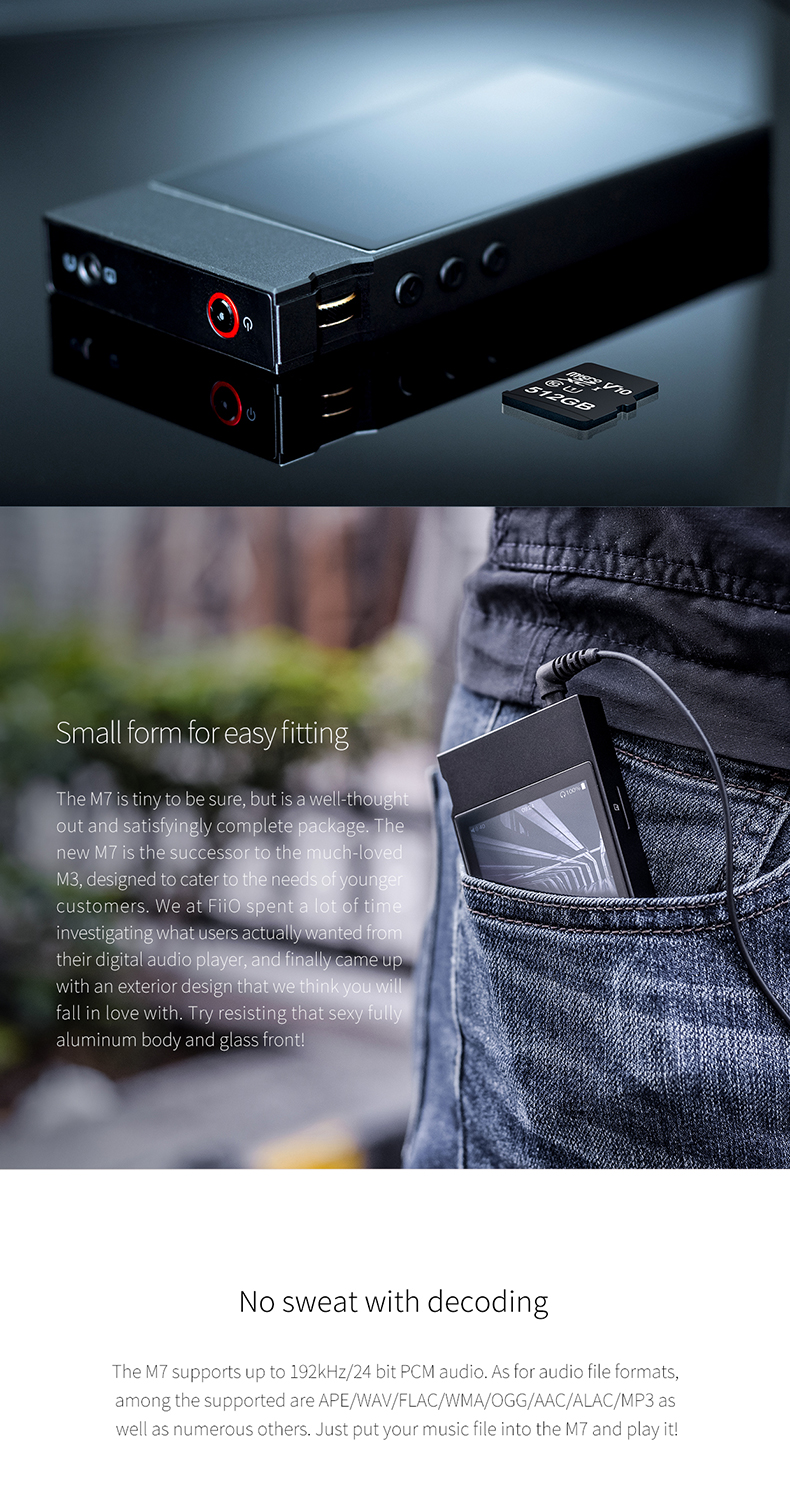 micro
SD
XC I V10
512GB
Small form for easy fitting
The M7 is tiny to be sure, but is a well-thought
out and satisfyingly complete package. The
new M7 is the successor to the much-loved
M3, designed to cater to the needs of younger
customers. We at FiiO spent a lot of time
investigating what users actually wanted from
their digital audio player, and finally came up
with an exterior design that we think you will
fall in love with. Try resisting that sexy fully
aluminum body and glass front!
100%
No sweat with decoding
The M7 supports up to 192kHz/24 bit PCM audio. As for audio file formats,
among the supported are APE/WAV/FLAC/WMA/OGG/AAC/ALAC/MP3 as
well as numerous others. Just put your music file into the M7 and play it!